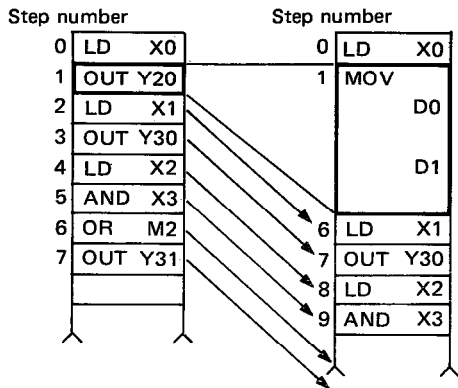 Step number
0 LD X0
1 OUT Y20
2 LD X1
3 OUT Y30
4 LD X2
5 AND X3
6 OR M2
7 OUT Y31
Step number
0 LD X0
1 MOV
D0
D1
6 LD X1
7 OUT Y30
8 LD X2
9 AND X3